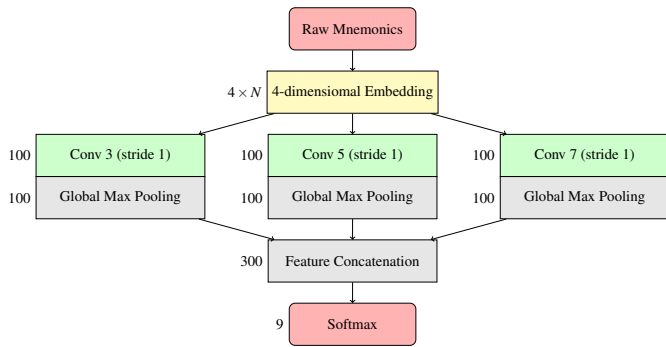 Raw Mnemonics
4 × N 4-dimensiomal Embedding
100 Conv 3 (stride 1) 100 Conv 5 (stride 1) 100 Conv 7 (stride 1)
100 Global Max Pooling 100 Global Max Pooling 100 Global Max Pooling
300 Feature Concatenation
9 Softmax